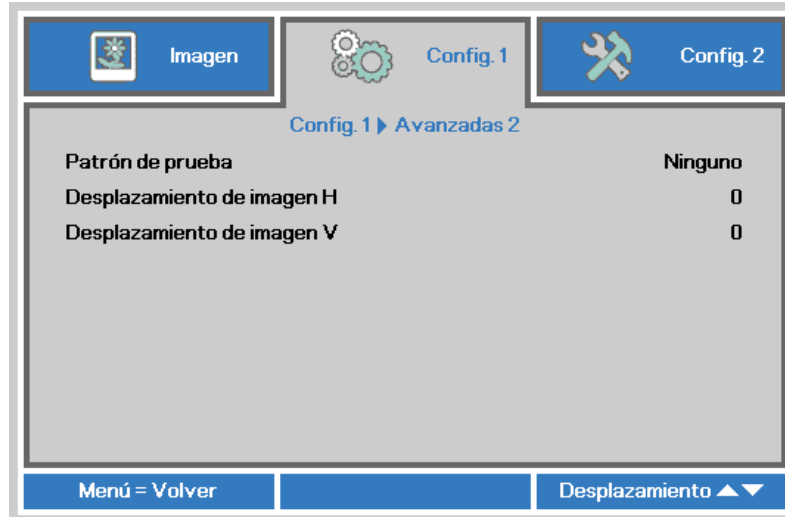 Imagen
Config. 1
Config. 2
Config. 1 ▶ Avanzadas 2
Patrón de prueba Ninguno
Desplazamiento de imagen H 0
Desplazamiento de imagen V 0
Menú = Volver
Desplazamiento ▲▼